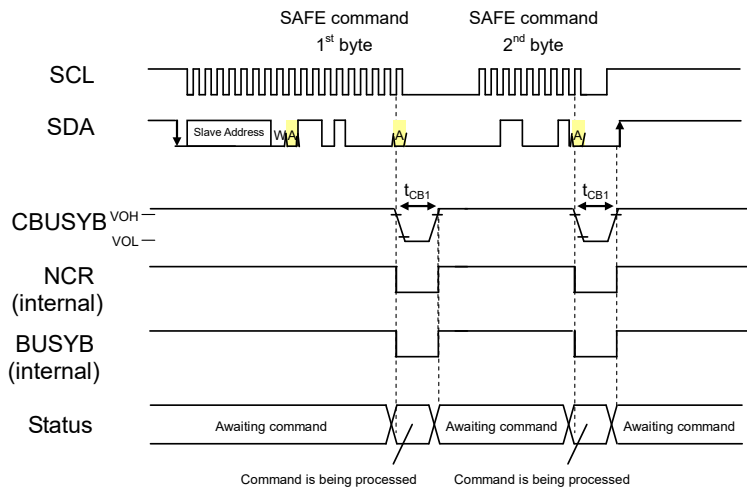 SAFE command
1st byte
SAFE command
2nd byte
SCL
SDA
Slave Address
W
A
A
A
tCB1
tCB1
CBUSYB
VOH
VOL
NCR
(internal)
BUSYB
(internal)
Status
Awaiting command
Awaiting command
Awaiting command
Command is being processed
Command is being processed